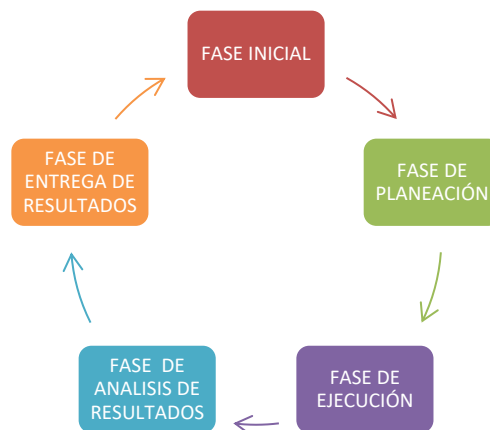 FASE INICIAL
FASE DE
PLANEACIÓN
FASE DE
EJECUCIÓN
FASE DE
ANALISIS DE
RESULTADOS
FASE DE
ENTREGA DE
RESULTADOS